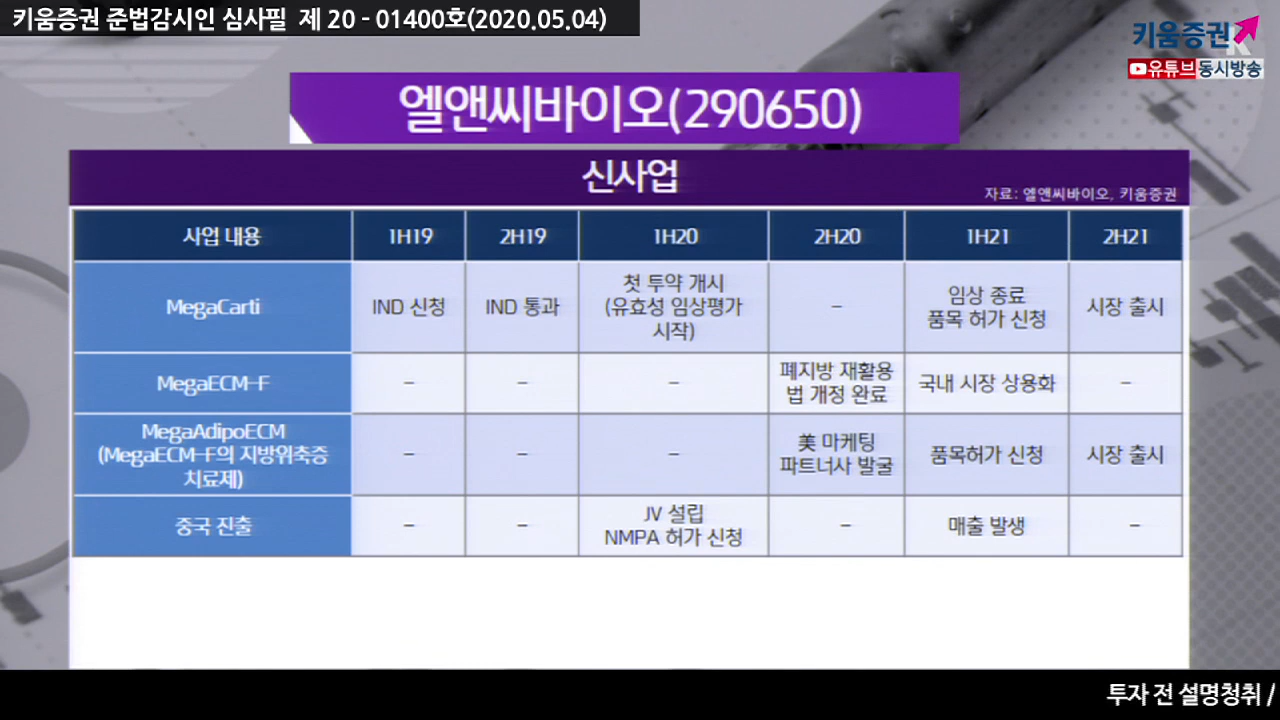 키움증권 준법감시인 심사필 제 20 - 01400호(2020.05.04)
키움증권
유튜브 동시방송
엘앤씨바이오(290650)
신사업
자료: 엘앤씨바이오, 키움증권
사업 내용 1H19 2H19 1H20 2H20 1H21 2H21
MegaCarti IND 신청 IND 통과 첫 투약 개시 (유효성 임상평가 시작) - 임상 종료 품목 허가 신청 시장 출시
MegaECM-F - - - 폐지방 재활용 법 개정 완료 국내 시장 상용화 -
MegaAdipoECM (MegaECM-F의 지방위축증 치료제) - - - 美 마케팅 파트너사 발굴 품목허가 신청 시장 출시
중국 진출 - - JV 설립 NMPA 허가 신청 - 매출 발생 -
투자 전 설명청취 /